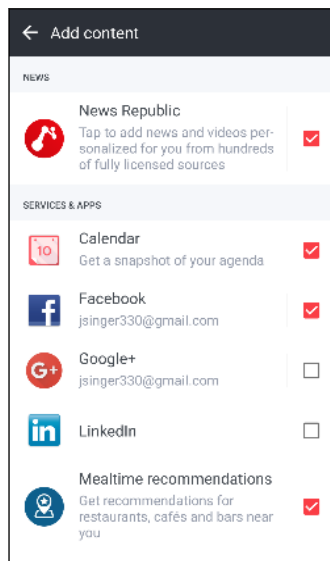 Add content
NEWS
News Republic
Tap to add news and videos per-
sonalized for you from hundreds
of fully licensed sources
SERVICES & APPS
10
Calendar
Get a snapshot of your agenda
f
Facebook
jsinger330@gmail.com
G+
Google+
jsinger330@gmail.com
in
LinkedIn
Mealtime recommendations
Get recommendations for
restaurants, cafés and bars near
you